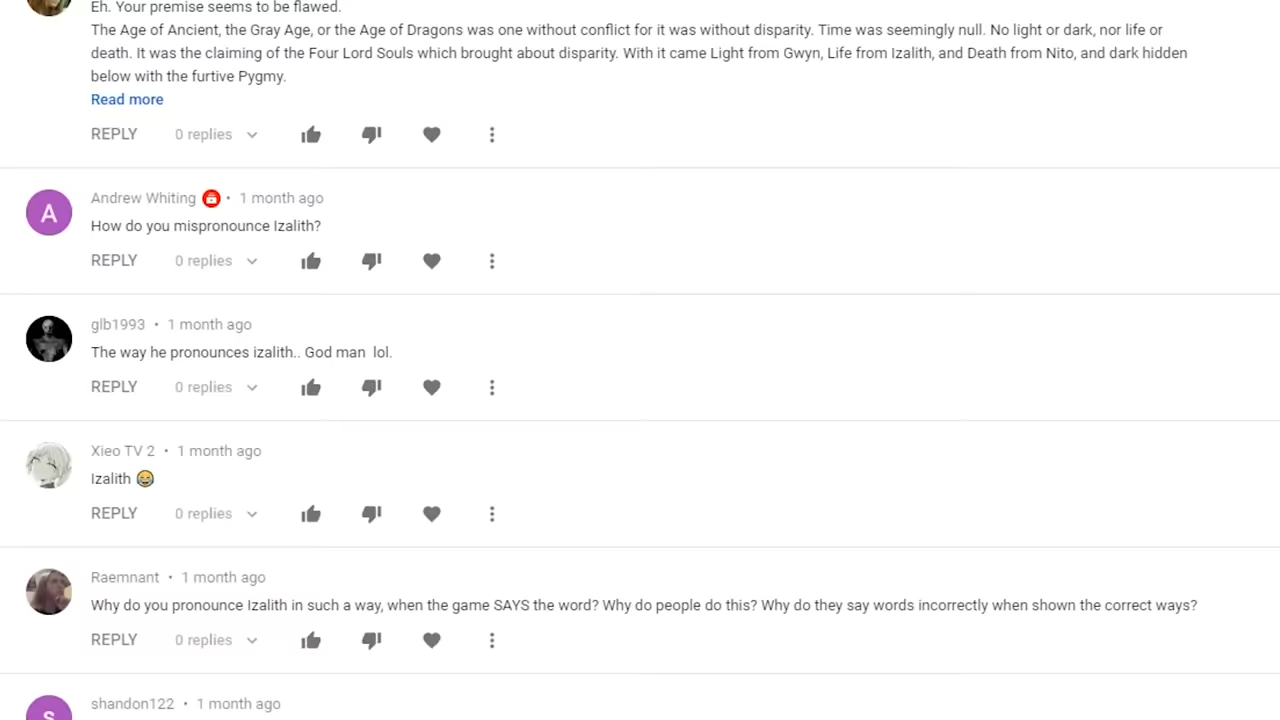 Eh. Your premise seems to be flawed.
The Age of Ancient, the Gray Age, or the Age of Dragons was one without conflict for it was without disparity. Time was seemingly null. No light or dark, nor life or
death. It was the claiming of the Four Lord Souls which brought about disparity. With it came Light from Gwyn, Life from Izalith, and Death from Nito, and dark hidden
below with the furtive Pygmy.
Read more
REPLY 0 replies
A
Andrew Whiting • 1 month ago
How do you mispronounce Izalith?
REPLY 0 replies
glb1993 • 1 month ago
The way he pronounces izalith.. God man  lol.
REPLY 0 replies
Xieo TV 2 • 1 month ago
Izalith 😂
REPLY 0 replies
Raemnant • 1 month ago
Why do you pronounce Izalith in such a way, when the game SAYS the word? Why do people do this? Why do they say words incorrectly when shown the correct ways?
REPLY 0 replies
s
shandon122 • 1 month ago